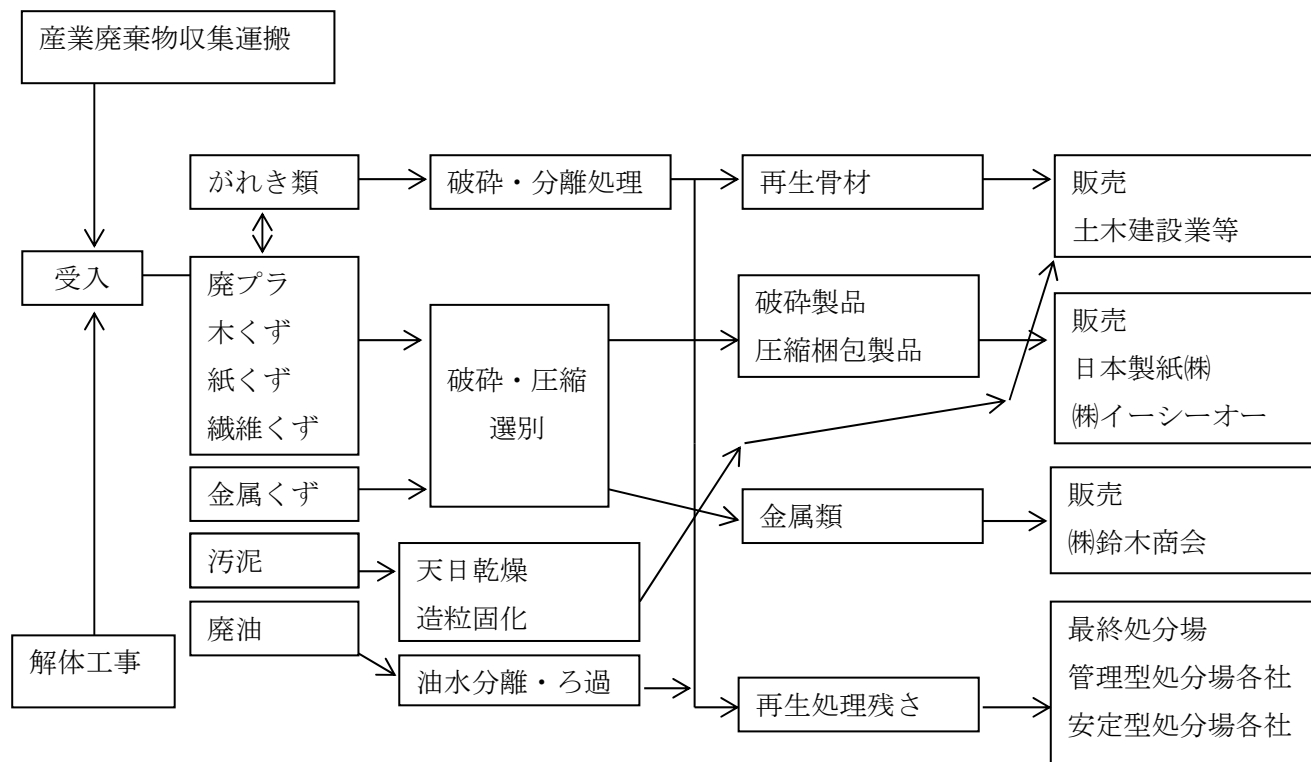 産業廃棄物収集運搬
がれき類
破砕・分離処理
再生骨材
販売
土木建設業等
受入
廃プラ
木くず
紙くず
繊維くず
破砕・圧縮
選別
破砕製品
圧縮梱包製品
販売
日本製紙㈱
㈱イーシーオー
金属くず
金属類
販売
㈱鈴木商会
汚泥
天日乾燥
造粒固化
廃油
油水分離・ろ過
解体工事
再生処理残さ
最終処分場
管理型処分場各社
安定型処分場各社